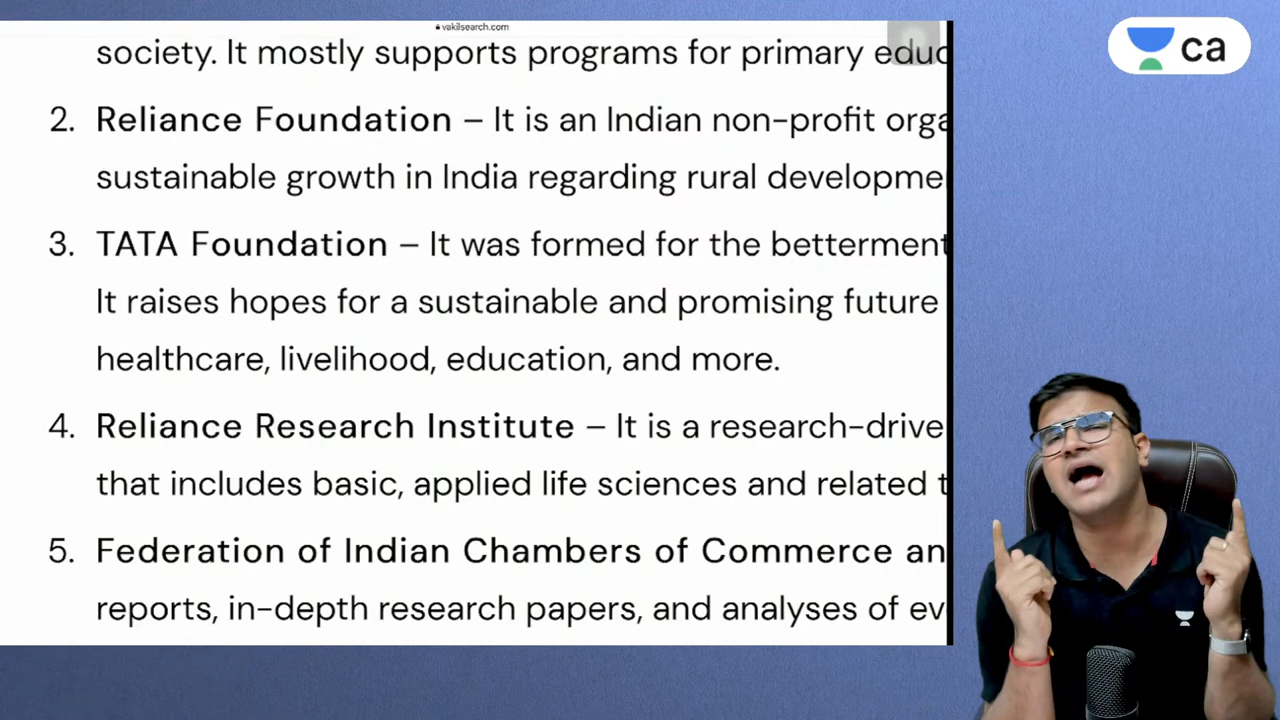 vakilsearch.com
ca
society. It mostly supports programs for primary educ
2. Reliance Foundation – It is an Indian non-profit orga
sustainable growth in India regarding rural developme
3. TATA Foundation – It was formed for the betterment
It raises hopes for a sustainable and promising future
healthcare, livelihood, education, and more.
4. Reliance Research Institute – It is a research-drive
that includes basic, applied life sciences and related t
5. Federation of Indian Chambers of Commerce an
reports, in-depth research papers, and analyses of ev